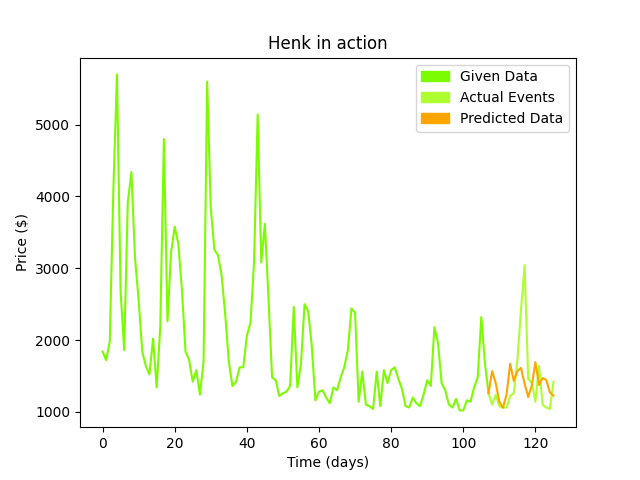 Henk in action
Given Data
Actual Events
Predicted Data
Price ($)
5000
4000
3000
2000
1000
0 20 40 60 80 100 120
Time (days)